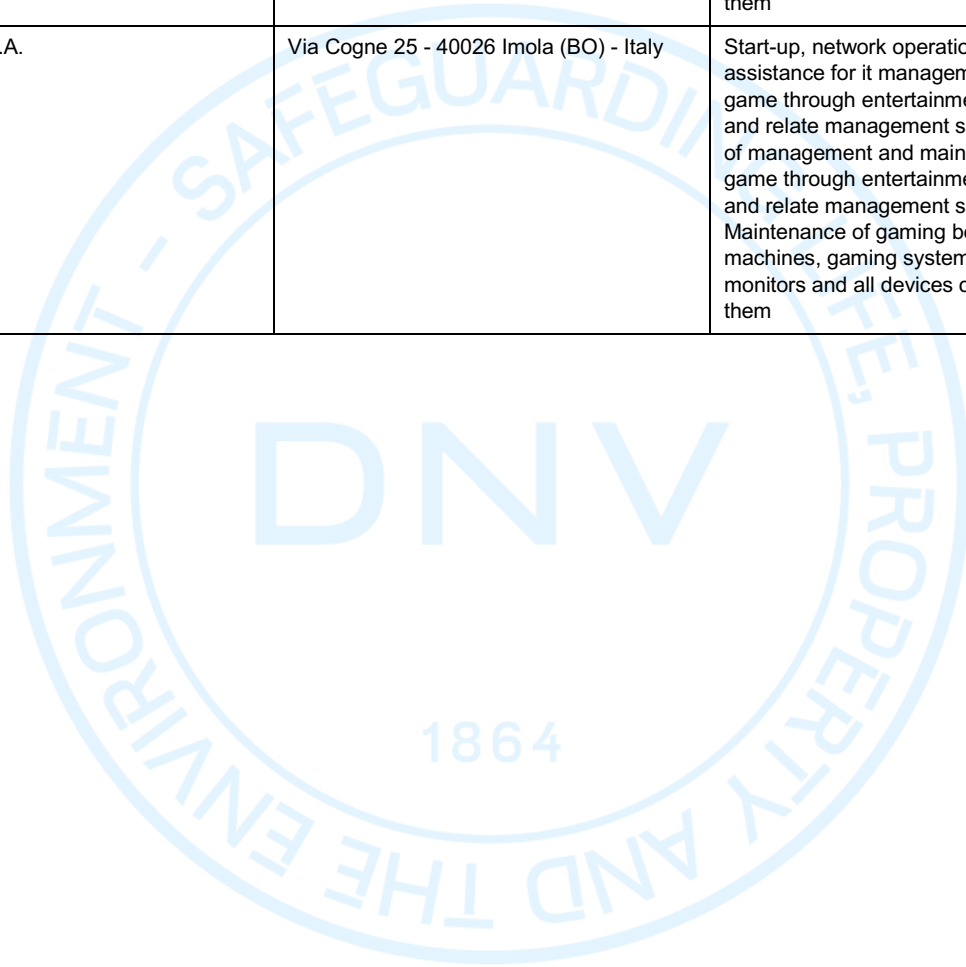 them
.A.
Via Cogne 25 - 40026 Imola (BO) - Italy
Start-up, network operatio
assistance for it managem
game through entertainme
and relate management s
of management and main
game through entertainme
and relate management s
Maintenance of gaming b
machines, gaming system
monitors and all devices
them
SAFEGUARDING LIFE, PROPERTY AND THE ENVIRONMENT -
DNV
1864